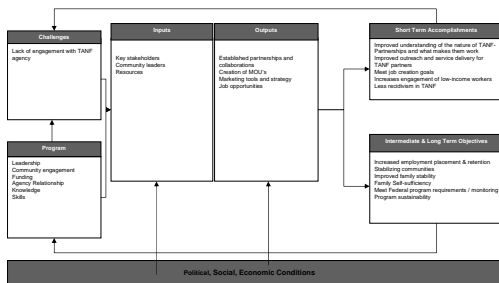 Challenges
Lack of engagement with TANF
agency
Program
Leadership
Community engagement
Funding
Agency Relationship
Knowledge
Skills
Inputs
Key stakeholders
Community leaders
Resources
Outputs
Established partnerships and
collaborations
Creation of MOU's
Marketing tools and strategy
Job opportunities
Short Term Accomplishments
Improved understanding of the nature of TANF-
Partnerships and what makes them work
Improved outreach and service delivery for
TANF partners
Meet job creation goals
Increases engagement of low-income workers
Less recidivism in TANF
Intermediate & Long Term Objectives
Increased employment placement & retention
Stabilizing communities
Improved family stability
Family Self-sufficiency
Meet Federal program requirements / monitoring
Program sustainability
Political, Social, Economic Conditions